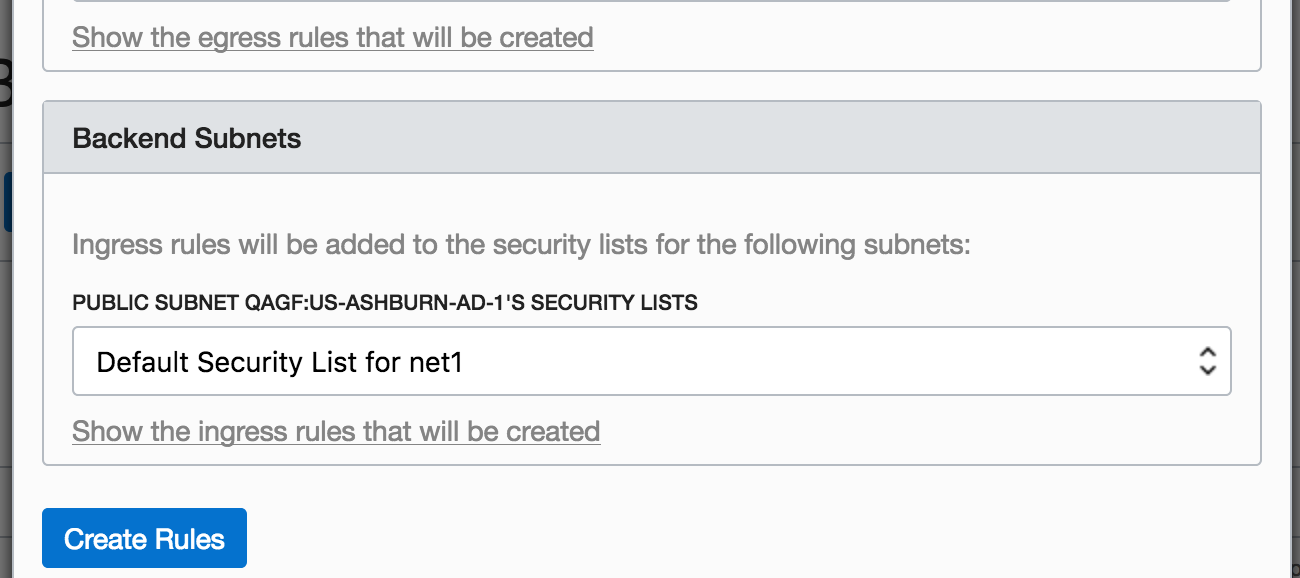 Show the egress rules that will be created
Backend Subnets
Ingress rules will be added to the security lists for the following subnets:
PUBLIC SUBNET QAGF:US-ASHBURN-AD-1'S SECURITY LISTS
Default Security List for net1
Show the ingress rules that will be created
Create Rules